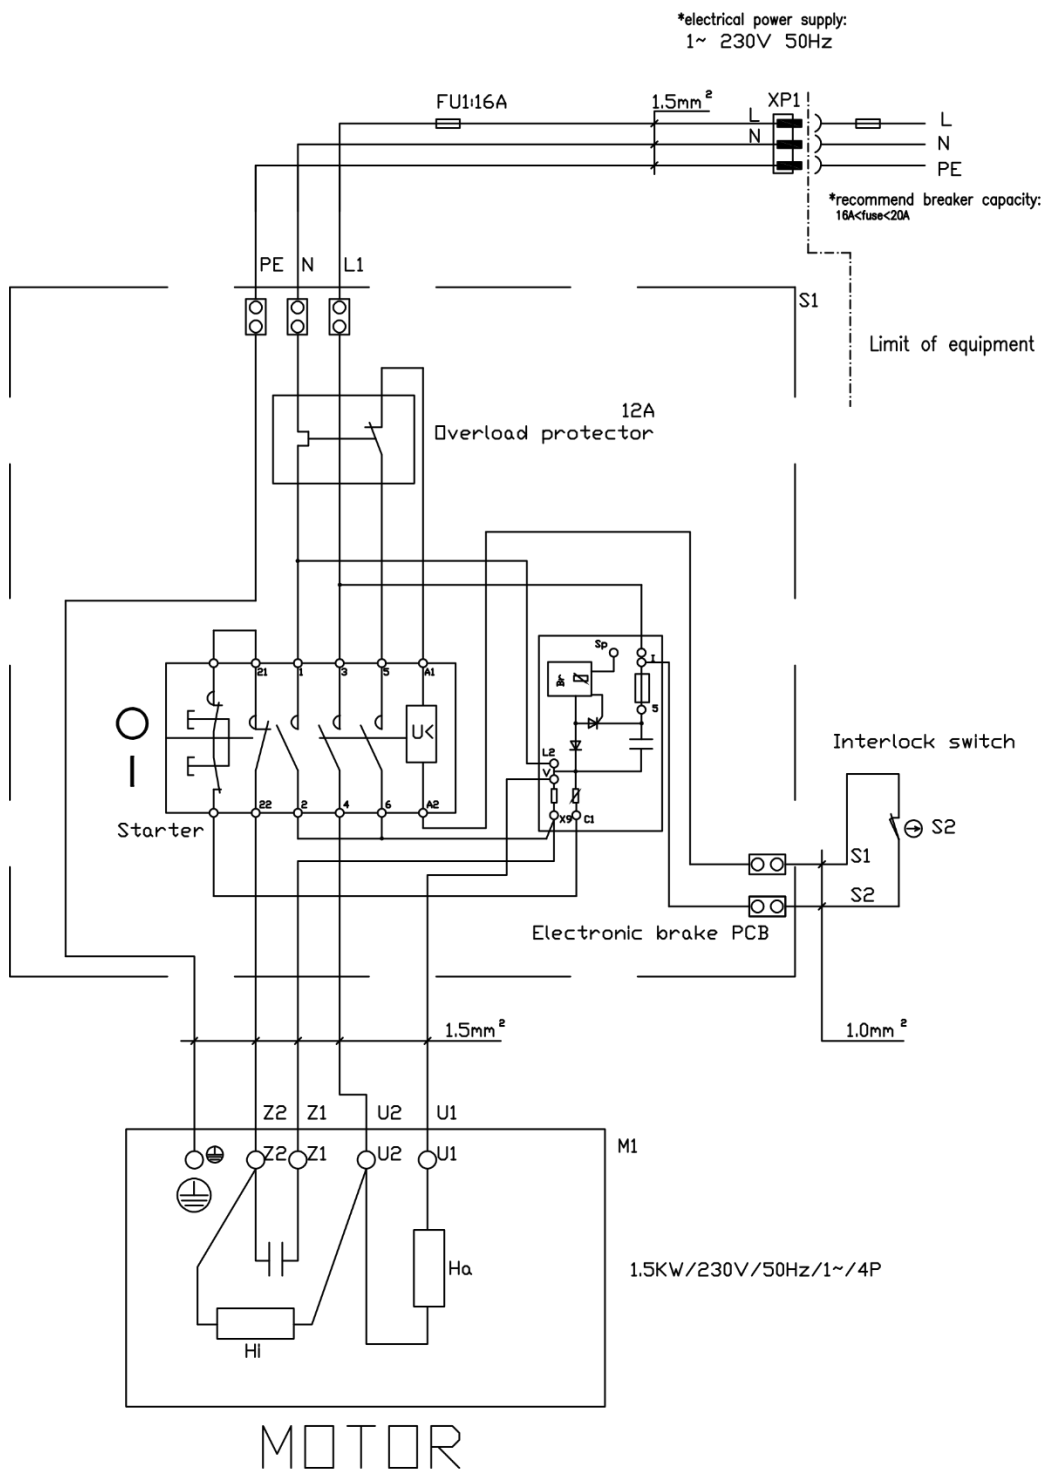 *electrical power supply:
1~ 230V 50Hz
FU1:16A
1.5mm²
XP1
L
L
N
N
PE
*recommend breaker capacity:
16A<fuse<20A
PE N L1
S1
Limit of equipment
12A
Overload protector
Sp
21 1 3 5 A1
I
5
U<
L2
V
Interlock switch
22 2 4 6 A2
X9 C1
Starter
S2
S1
S2
Electronic brake PCB
1.5mm²
1.0mm²
Z2 Z1 U2 U1
M1
Z2 Z1 U2 U1
Ha
1.5KW/230V/50Hz/1~/4P
Hi
MOTOR